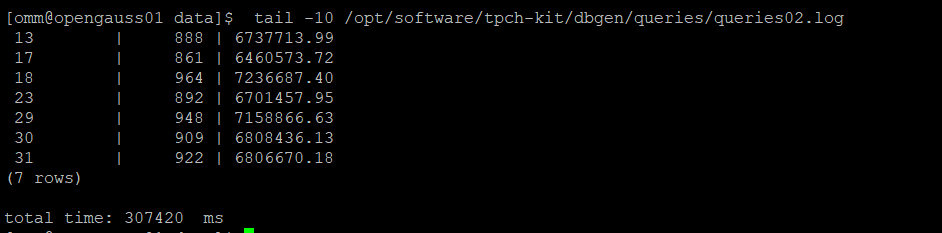 [omm@opengauss01 data]$  tail -10 /opt/software/tpch-kit/dbgen/queries/queries02.log
 13         |     888 | 6737713.99
 17         |     861 | 6460573.72
 18         |     964 | 7236687.40
 23         |     892 | 6701457.95
 29         |     948 | 7158866.63
 30         |     909 | 6808436.13
 31         |     922 | 6806670.18
(7 rows)
total time: 307420  ms